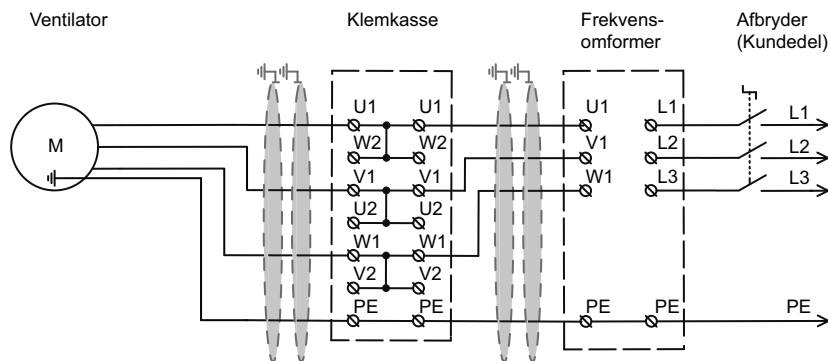 Ventilator
Klemkasse
Frekvens-
omformer
Afbryder
(Kundedel)
M
U1 U1
W2 W2
V1 V1
U2 U2
W1 W1
V2 V2
PE PE
U1 L1
V1 L2
W1 L3
PE PE
L1
L2
L3
PE